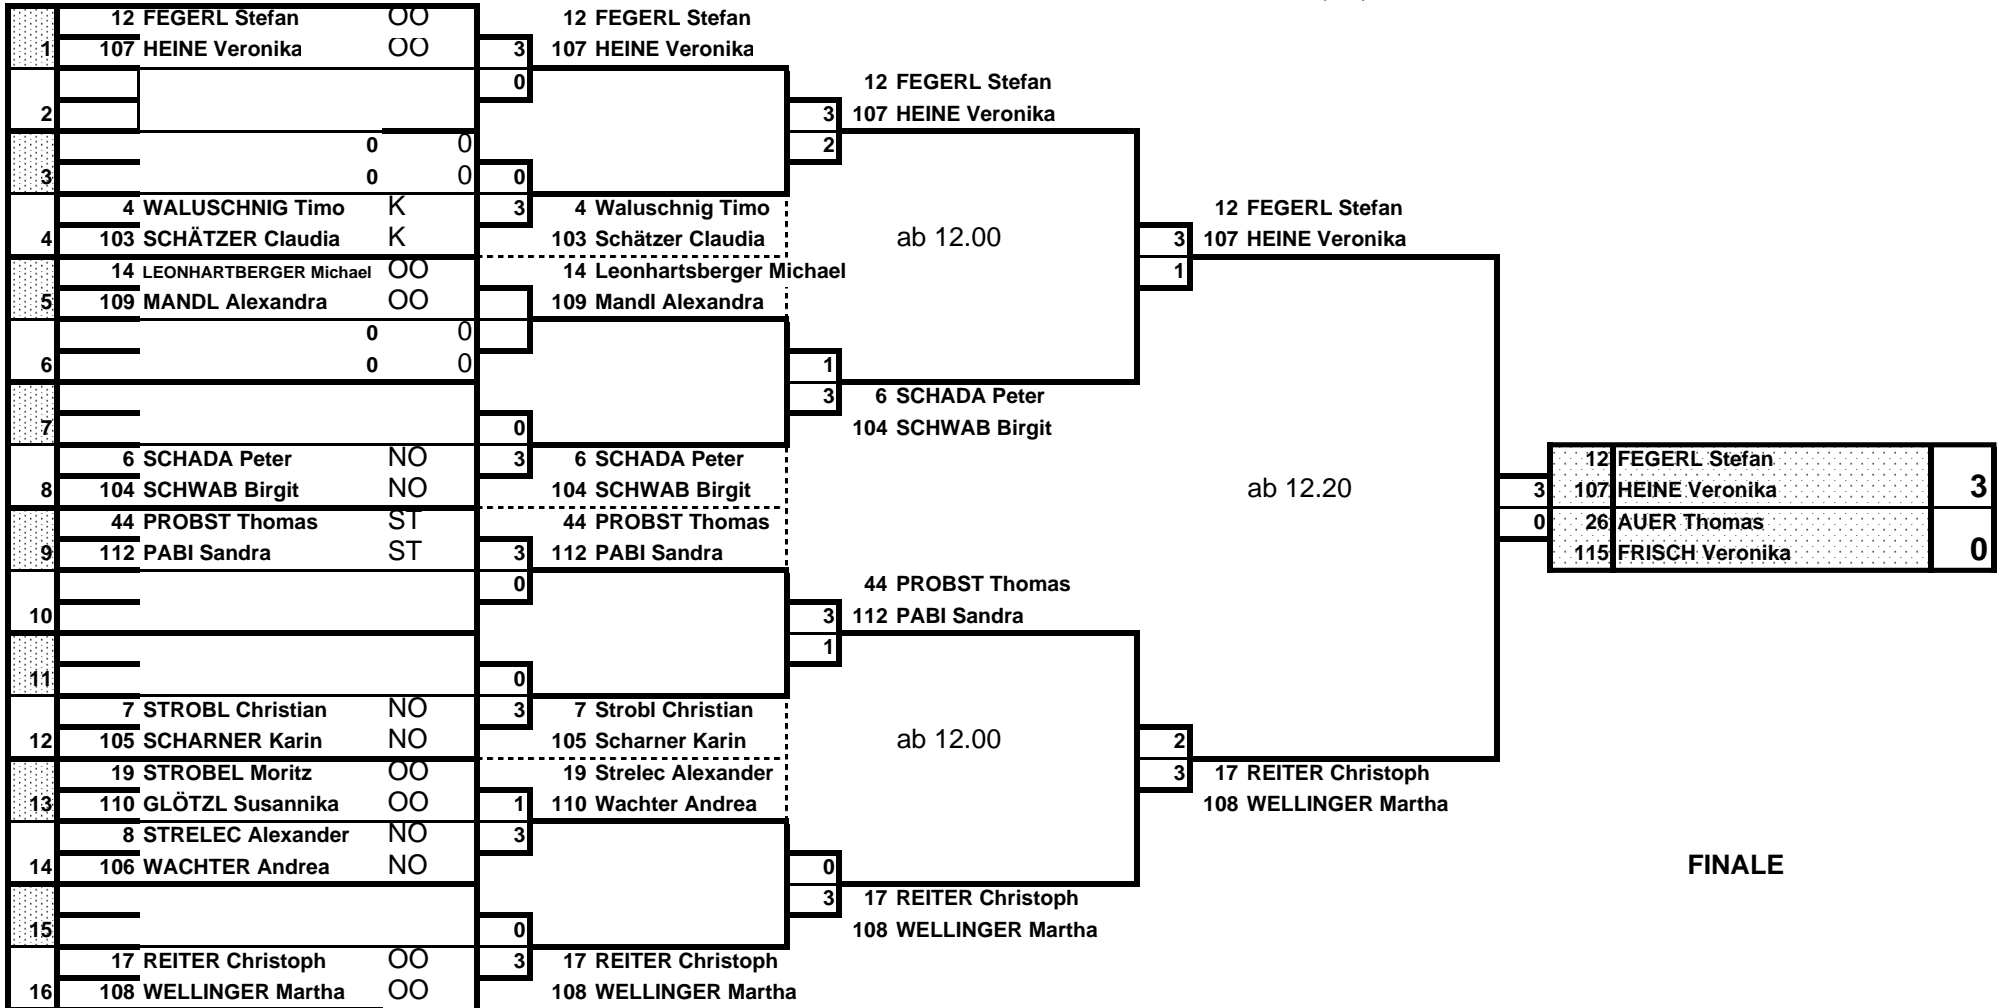 12 FEGERL Stefan OO 12 FEGERL Stefan
1 107 HEINE Veronika OO 3 107 HEINE Veronika
0 12 FEGERL Stefan
2 3 107 HEINE Veronika
0 0 2
3 0 0 0
4 WALUSCHNIG Timo K 3 4 Waluschnig Timo 12 FEGERL Stefan
4 103 SCHÄTZER Claudia K 103 Schätzer Claudia ab 12.00 3 107 HEINE Veronika
14 LEONHARTBERGER Michael OO 14 Leonhartsberger Michael 1
5 109 MANDL Alexandra OO 109 Mandl Alexandra
0 0
6 0 0 1
3 6 SCHADA Peter
7 0 104 SCHWAB Birgit
6 SCHADA Peter NO 3 6 SCHADA Peter 12 FEGERL Stefan
8 104 SCHWAB Birgit NO 104 SCHWAB Birgit ab 12.20 3 107 HEINE Veronika 3
44 PROBST Thomas ST 44 PROBST Thomas 0 26 AUER Thomas
9 112 PABI Sandra ST 3 112 PABI Sandra 115 FRISCH Veronika 0
0 44 PROBST Thomas
10 3 112 PABI Sandra
1
11 0
7 STROBL Christian NO 3 7 Strobl Christian
12 105 SCHARNER Karin NO 105 Scharner Karin ab 12.00 2
19 STROBEL Moritz OO 19 Strelec Alexander 3 17 REITER Christoph
13 110 GLÖTZL Susannika OO 1 110 Wachter Andrea 108 WELLINGER Martha
8 STRELEC Alexander NO 3
14 106 WACHTER Andrea NO 0 FINALE
3 17 REITER Christoph
15 0 108 WELLINGER Martha
17 REITER Christoph OO 3 17 REITER Christoph
16 108 WELLINGER Martha OO 108 WELLINGER Martha